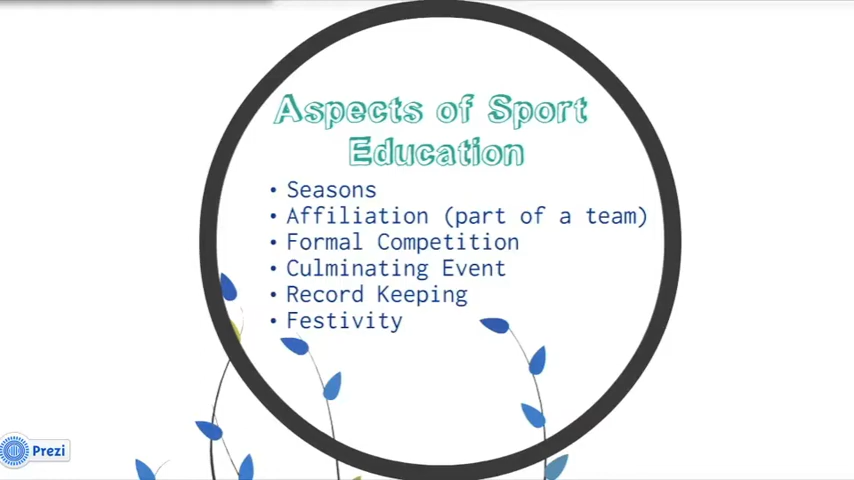 Aspects of Sport
Education
• Seasons
• Affiliation (part of a team)
• Formal Competition
• Culminating Event
• Record Keeping
• Festivity
Prezi